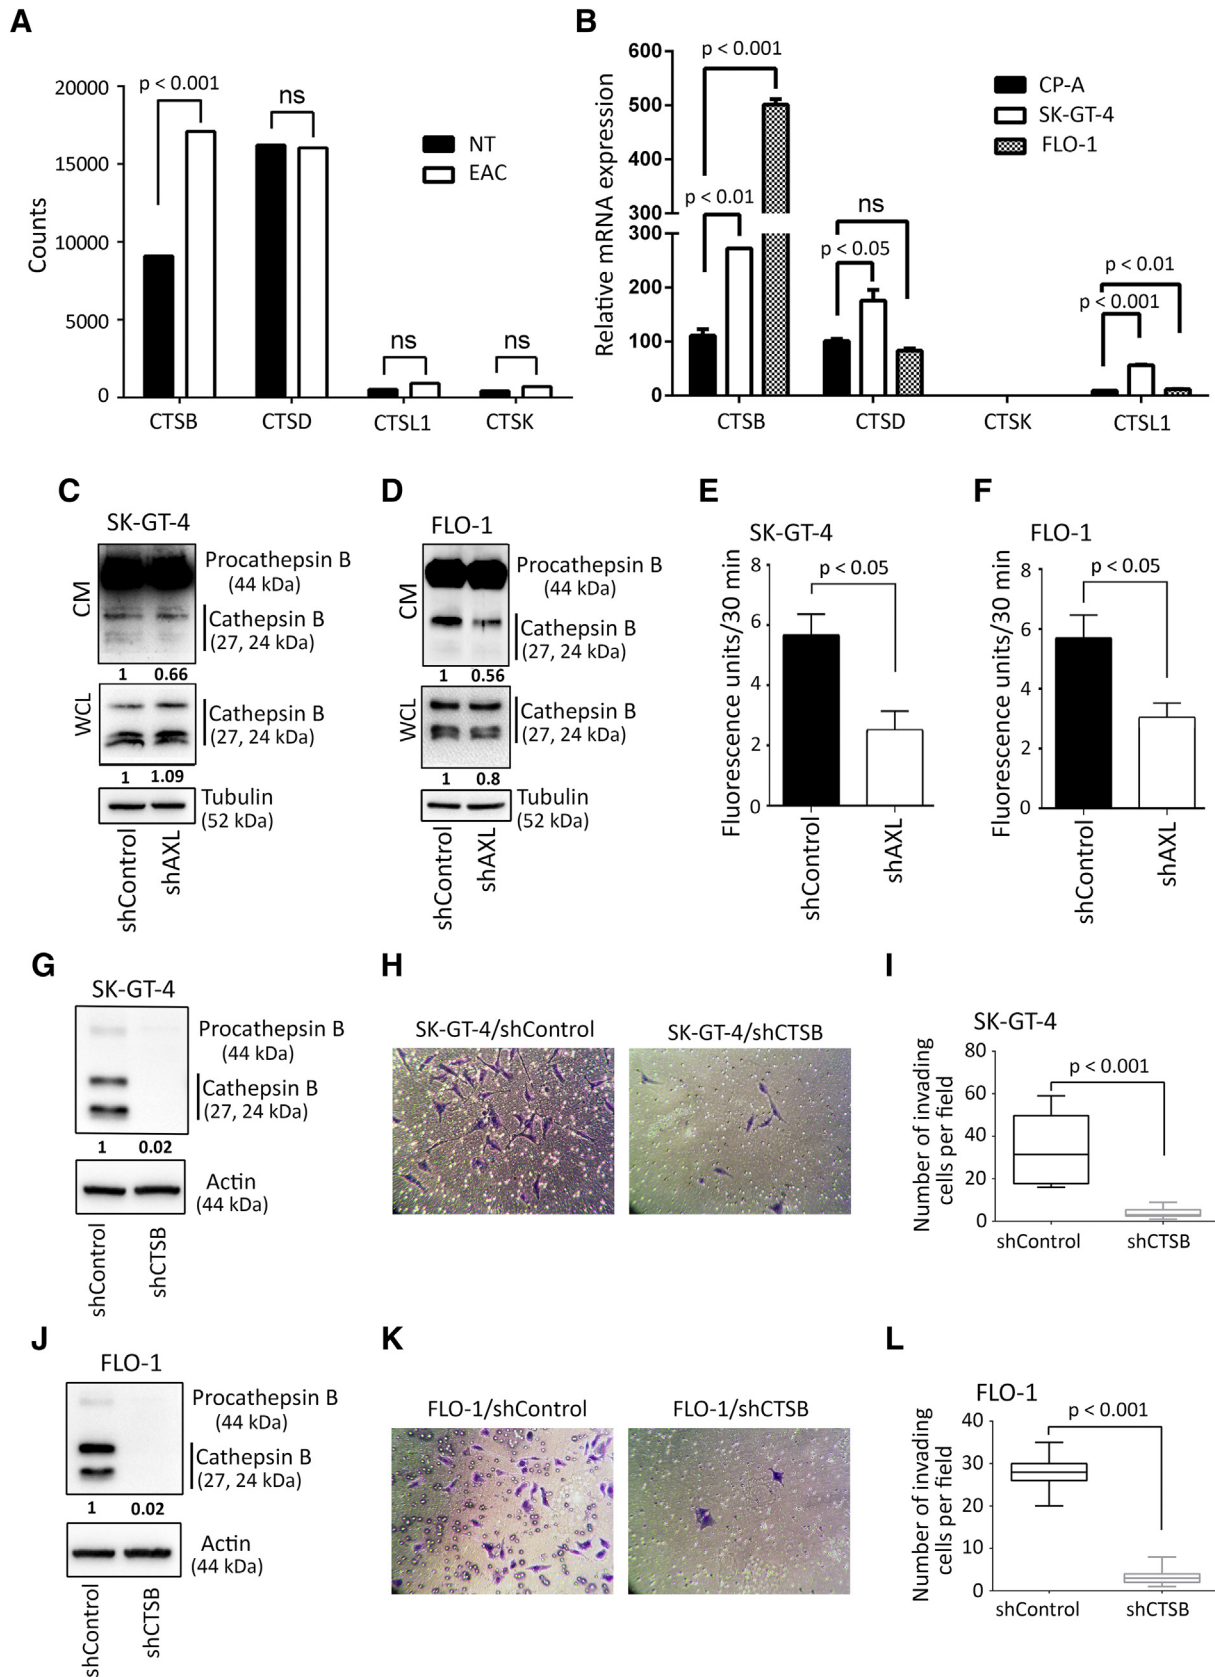 A
B
20000
15000
10000
5000
0
Counts
p < 0.001
ns
ns
ns
NT
EAC
CTSB
CTSD
CTSL1
CTSK
600
500
400
300
300
200
100
0
Relative mRNA expression
p < 0.001
p < 0.01
ns
p < 0.05
p < 0.01
p < 0.001
CP-A
SK-GT-4
FLO-1
CTSB
CTSD
CTSK
CTSL1
C
SK-GT-4
CM
Procathepsin B
(44 kDa)
Cathepsin B
(27, 24 kDa)
1 0.66
WCL
Cathepsin B
(27, 24 kDa)
1 1.09
Tubulin
(52 kDa)
shControl
shAXL
D
FLO-1
CM
Procathepsin B
(44 kDa)
Cathepsin B
(27, 24 kDa)
1 0.56
WCL
Cathepsin B
(27, 24 kDa)
1 0.8
Tubulin
(52 kDa)
shControl
shAXL
E
SK-GT-4
Fluorescence units/30 min
8
6
4
2
0
p < 0.05
shControl
shAXL
F
FLO-1
Fluorescence units/30 min
8
6
4
2
0
p < 0.05
shControl
shAXL
G
SK-GT-4
Procathepsin B
(44 kDa)
Cathepsin B
(27, 24 kDa)
1 0.02
Actin
(44 kDa)
shControl
shCTSB
H
SK-GT-4/shControl
SK-GT-4/shCTSB
I
SK-GT-4
Number of invading
cells per field
80
60
40
20
0
p < 0.001
shControl
shCTSB
J
FLO-1
Procathepsin B
(44 kDa)
Cathepsin B
(27, 24 kDa)
1 0.02
Actin
(44 kDa)
shControl
shCTSB
K
FLO-1/shControl
FLO-1/shCTSB
L
FLO-1
Number of invading
cells per field
40
30
20
10
0
p < 0.001
shControl
shCTSB